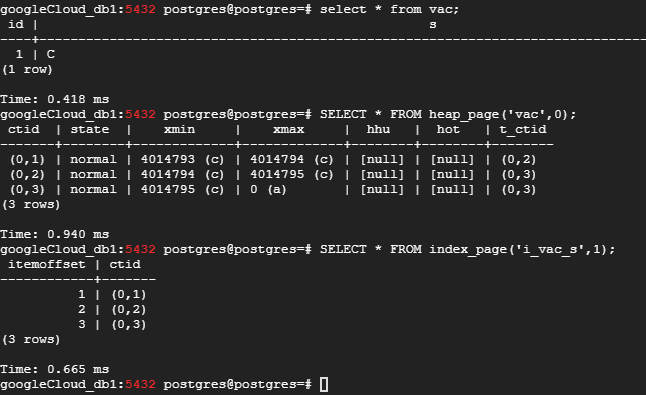 googleCloud_db1:5432 postgres@postgres=# select * from vac;
 id |                                                    s
----+-----------------------------------------------------------------------------
  1 | C
(1 row)
Time: 0.418 ms
googleCloud_db1:5432 postgres@postgres=# SELECT * FROM heap_page('vac',0);
 ctid  | state  |    xmin     |    xmax     |  hhu   |  hot   | t_ctid
-------+--------+-------------+-------------+--------+--------+--------
 (0,1) | normal | 4014793 (c) | 4014794 (c) | [null] | [null] | (0,2)
 (0,2) | normal | 4014794 (c) | 4014795 (c) | [null] | [null] | (0,3)
 (0,3) | normal | 4014795 (c) | 0 (a)       | [null] | [null] | (0,3)
(3 rows)
Time: 0.940 ms
googleCloud_db1:5432 postgres@postgres=# SELECT * FROM index_page('i_vac_s',1);
 itemoffset | ctid
------------+-------
          1 | (0,1)
          2 | (0,2)
          3 | (0,3)
(3 rows)
Time: 0.665 ms
googleCloud_db1:5432 postgres@postgres=#